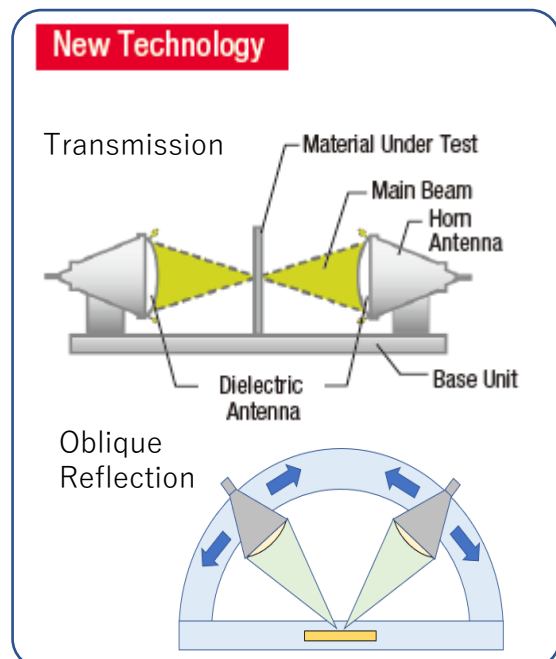 New Technology
Transmission
Material Under Test
Main Beam
Horn
Antenna
Dielectric
Antenna
Base Unit
Oblique
Reflection